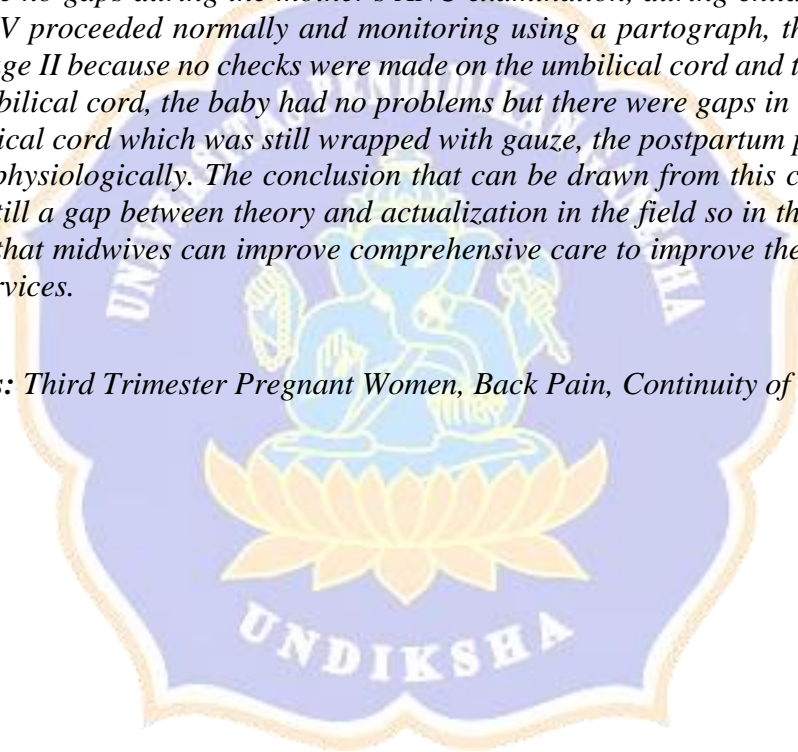 e no gaps during the mother's ANC examination, during child
V proceeded normally and monitoring using a partograph, th
ge II because no checks were made on the umbilical cord and t
bilical cord, the baby had no problems but there were gaps in
ical cord which was still wrapped with gauze, the postpartum p
physiologically. The conclusion that can be drawn from this c
till a gap between theory and actualization in the field so in th
that midwives can improve comprehensive care to improve the
rvices.
s: Third Trimester Pregnant Women, Back Pain, Continuity of
UNIVERSITAS PENDIDIKAN GANESHA
UNDIKSHA